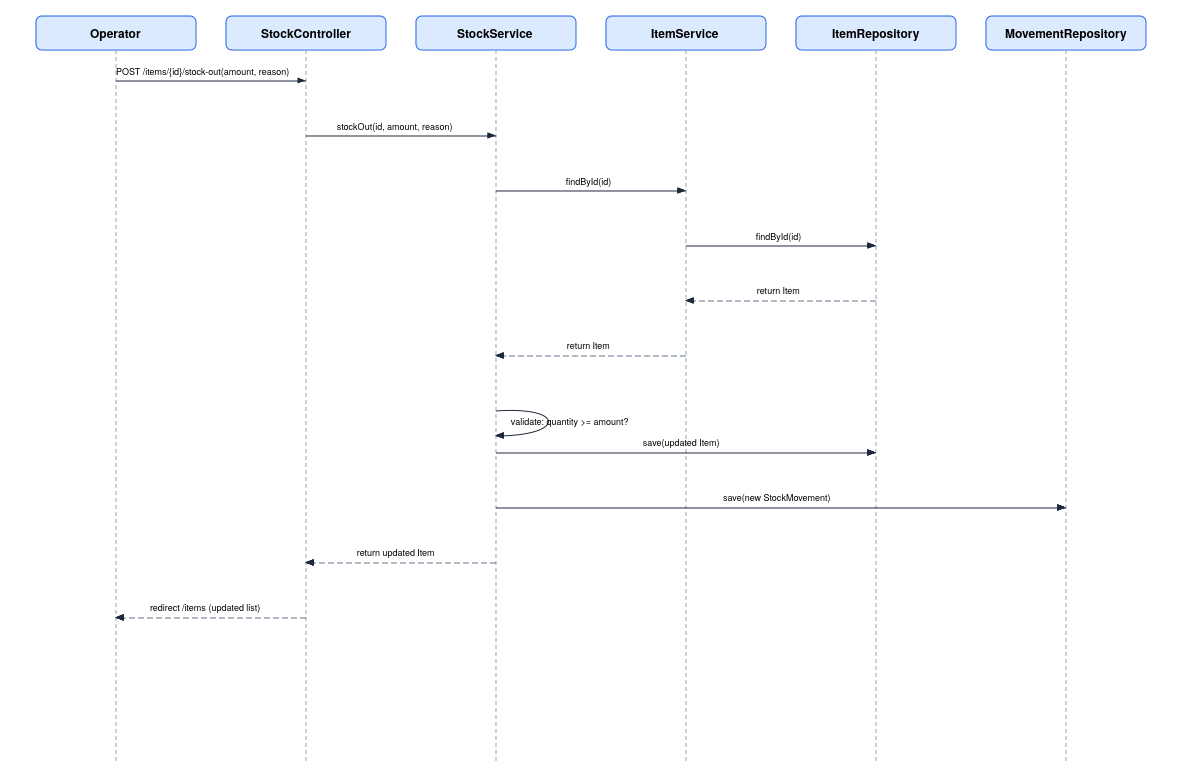 Operator
StockController
StockService
ItemService
ItemRepository
MovementRepository
POST /items/{id}/stock-out(amount, reason)
stockOut(id, amount, reason)
findById(id)
findById(id)
return Item
return Item
validate: quantity >= amount?
save(updated Item)
save(new StockMovement)
return updated Item
redirect /items (updated list)